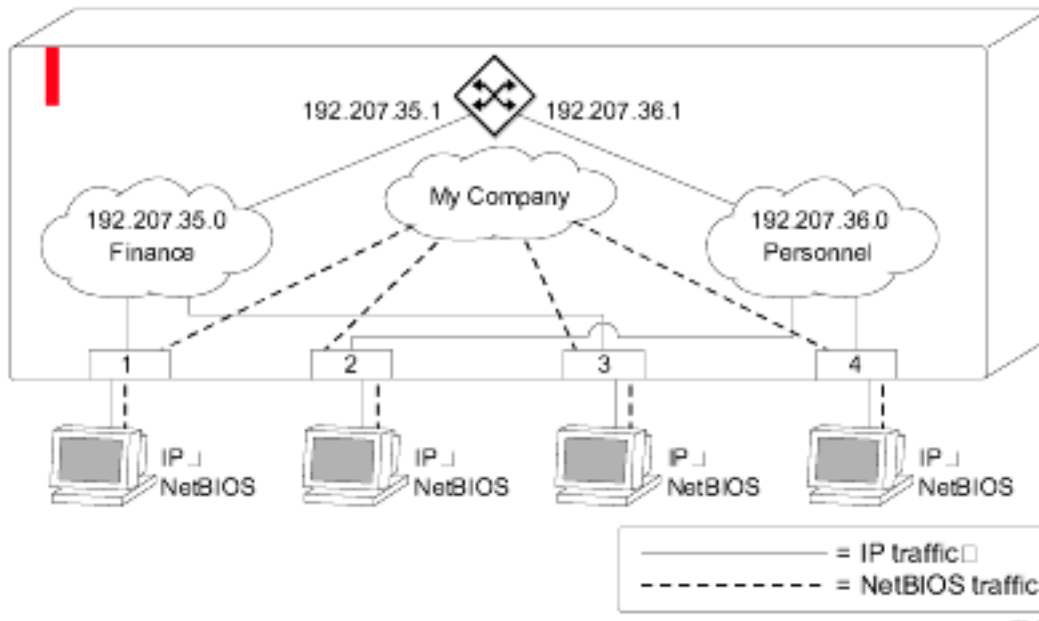 192.207.35.1
192.207.36.1
My Company
192.207.35.0
Finance
192.207.36.0
Personnel
1
2
3
4
IP
NetBIOS
IP
NetBIOS
IP
NetBIOS
IP
NetBIOS
= IP traffic
= NetBIOS traffic